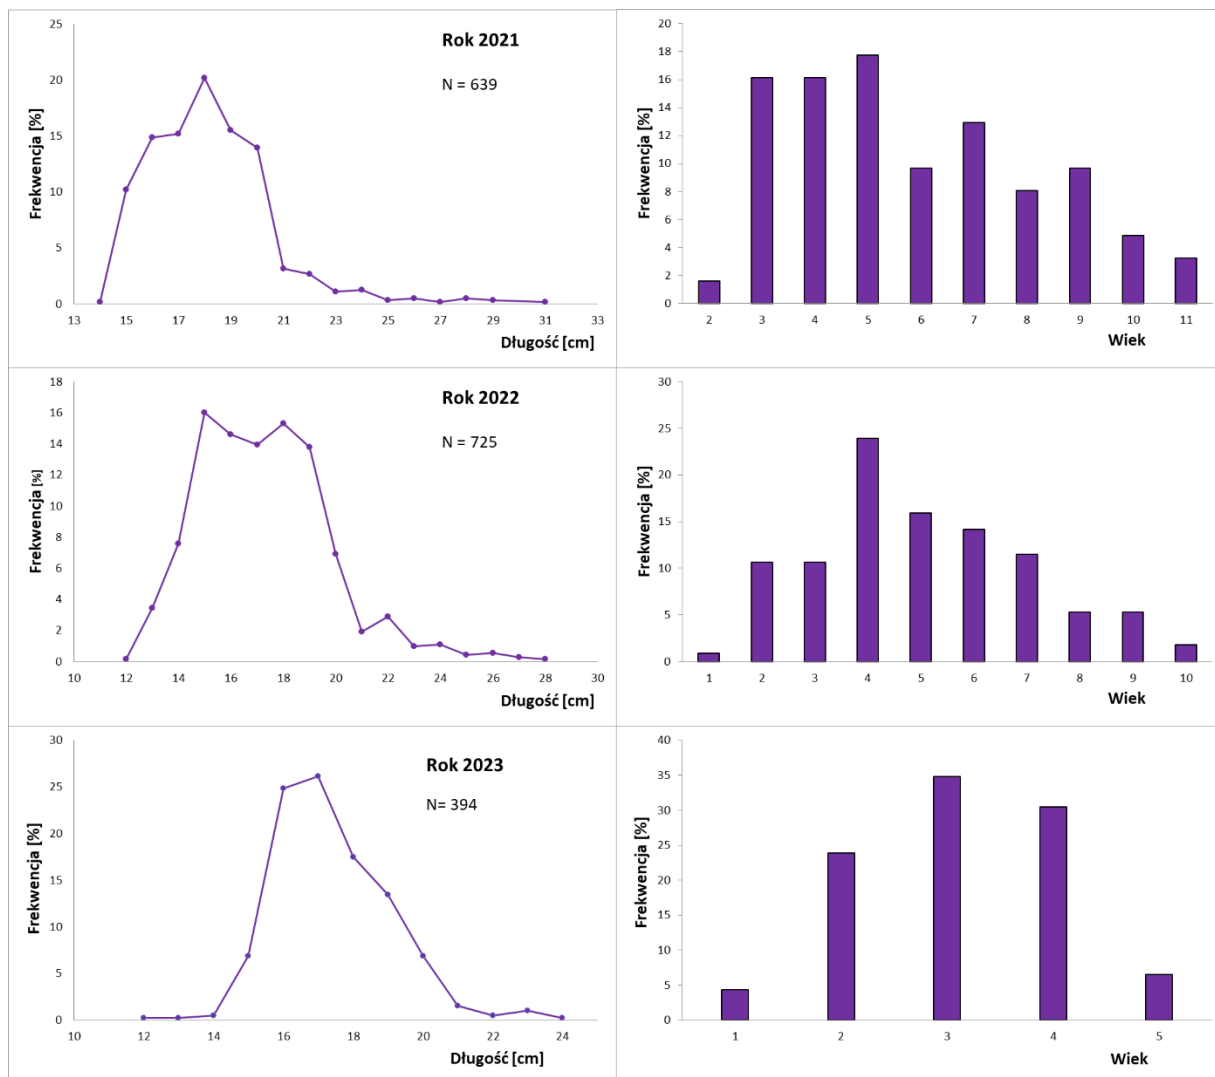 Rok 2021
N = 639
Frekwencja [%]
25
20
15
10
5
0
13 15 17 19 21 23 25 27 29 31 33
Długość [cm]
Frekwencja [%]
20
18
16
14
12
10
8
6
4
2
0
2 3 4 5 6 7 8 9 10 11
Wiek
Rok 2022
N = 725
Frekwencja [%]
18
16
14
12
10
8
6
4
2
0
10 12 14 16 18 20 22 24 26 28 30
Długość [cm]
Frekwencja [%]
30
25
20
15
10
5
0
1 2 3 4 5 6 7 8 9 10
Wiek
Rok 2023
N= 394
Frekwencja [%]
30
25
20
15
10
5
0
10 12 14 16 18 20 22 24
Długość [cm]
Frekwencja [%]
40
35
30
25
20
15
10
5
0
1 2 3 4 5
Wiek